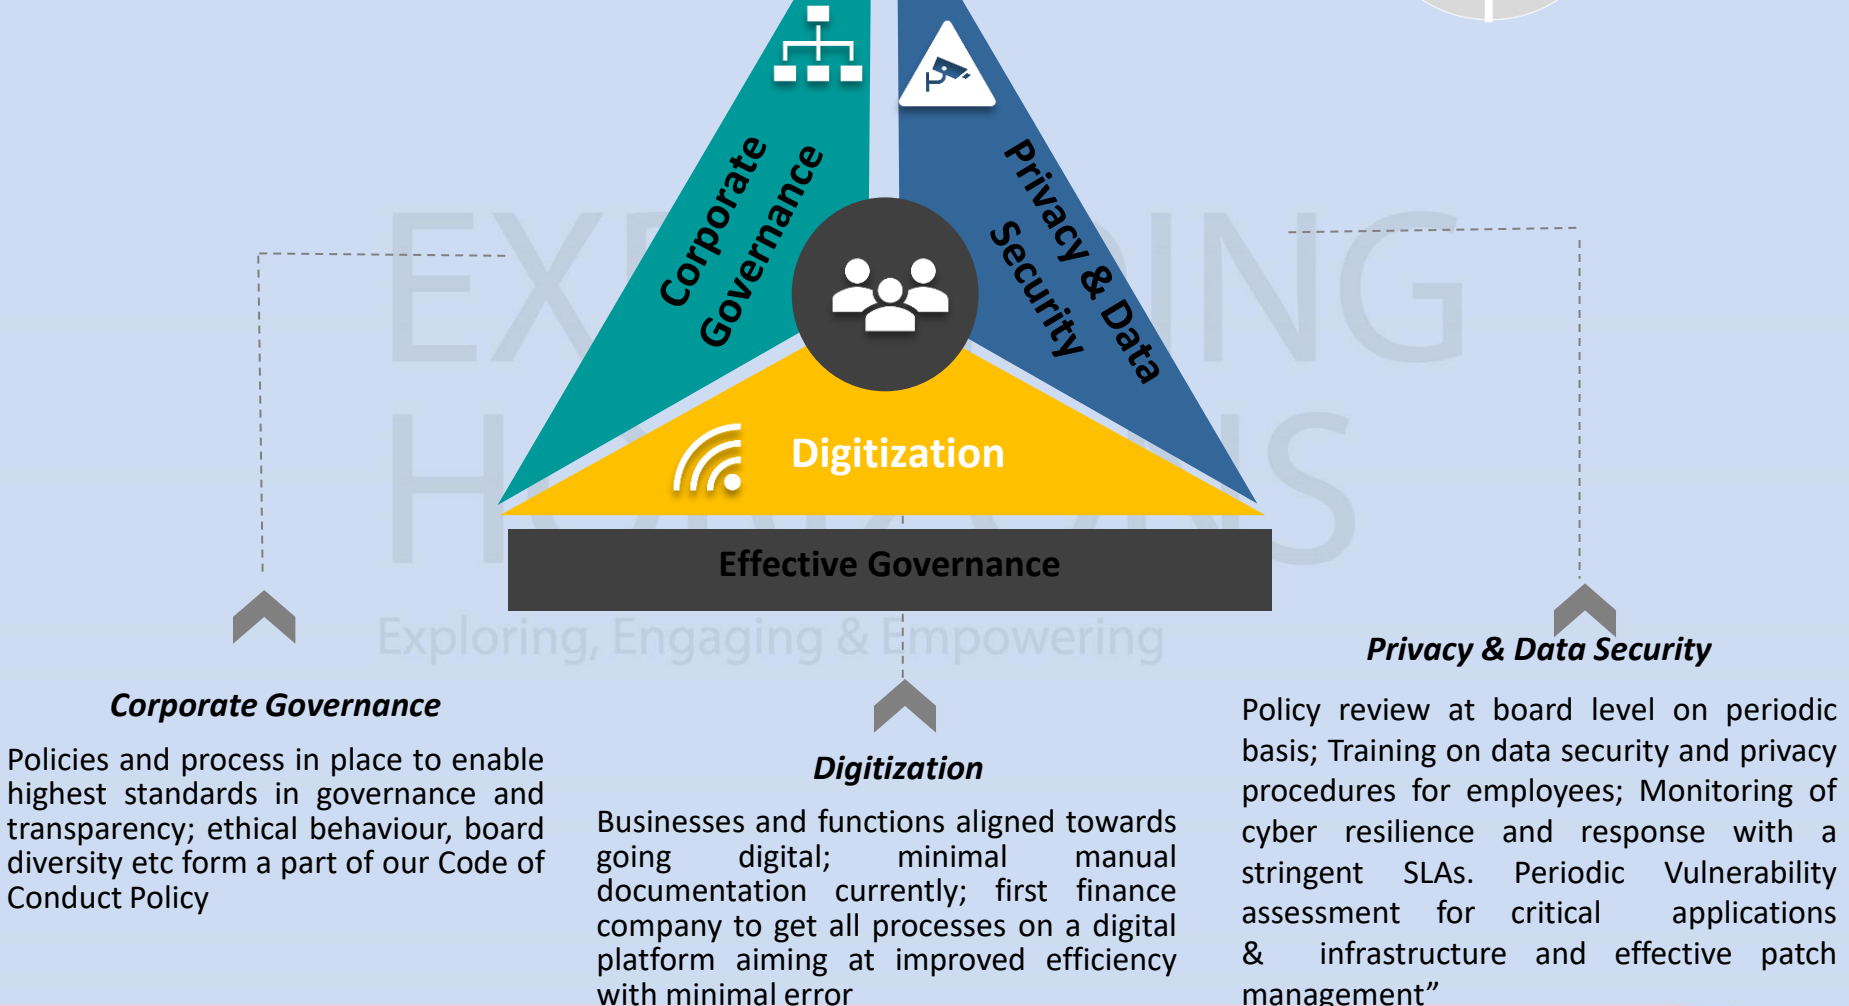 Corporate
Governance
Privacy & Data
Security
Digitization
Effective Governance
Exploring, Engaging & Empowering
Corporate Governance
Policies and process in place to enable
highest standards in governance and
transparency; ethical behaviour, board
diversity etc form a part of our Code of
Conduct Policy
Digitization
Businesses and functions aligned towards
going digital; minimal manual
documentation currently; first finance
company to get all processes on a digital
platform aiming at improved efficiency
with minimal error
Privacy & Data Security
Policy review at board level on periodic
basis; Training on data security and privacy
procedures for employees; Monitoring of
cyber resilience and response with a
stringent SLAs. Periodic Vulnerability
assessment for critical applications
& infrastructure and effective patch
management”